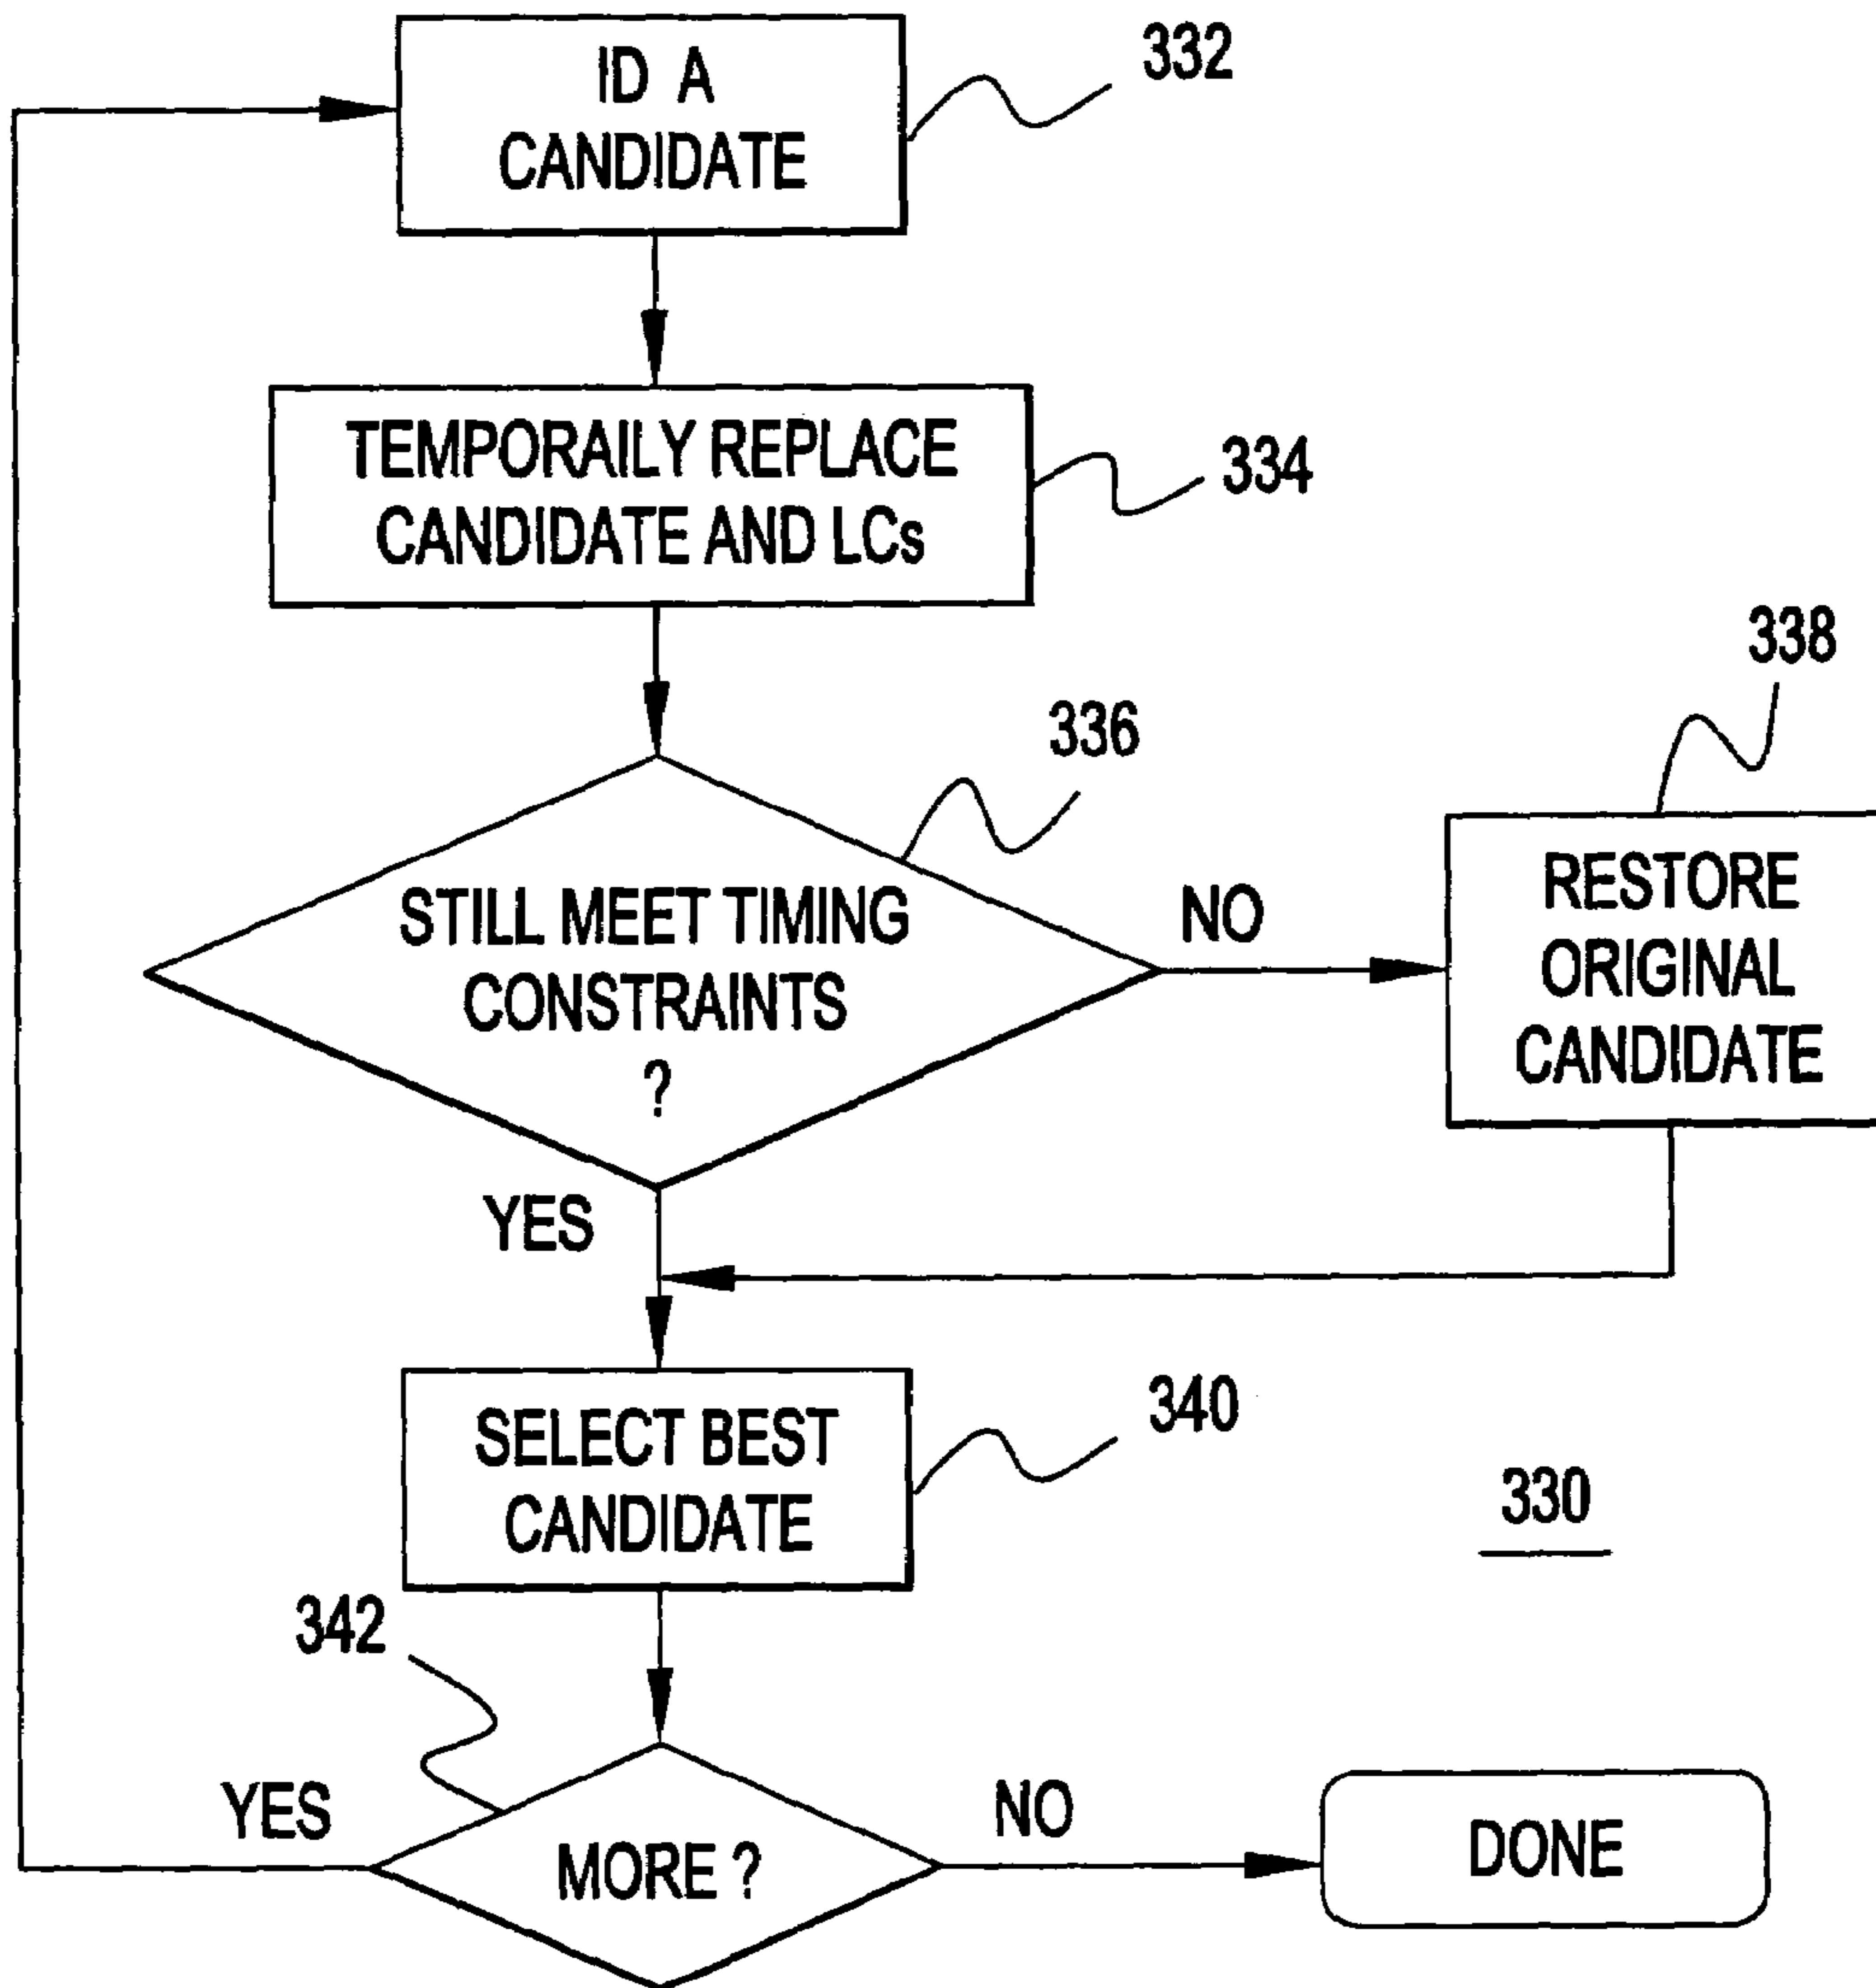 ID A
CANDIDATE
332
TEMPORAILY REPLACE
CANDIDATE AND LCs
334
336
STILL MEET TIMING
CONSTRAINTS
?
NO
338
RESTORE
ORIGINAL
CANDIDATE
YES
SELECT BEST
CANDIDATE
340
330
342
YES
MORE ?
NO
DONE